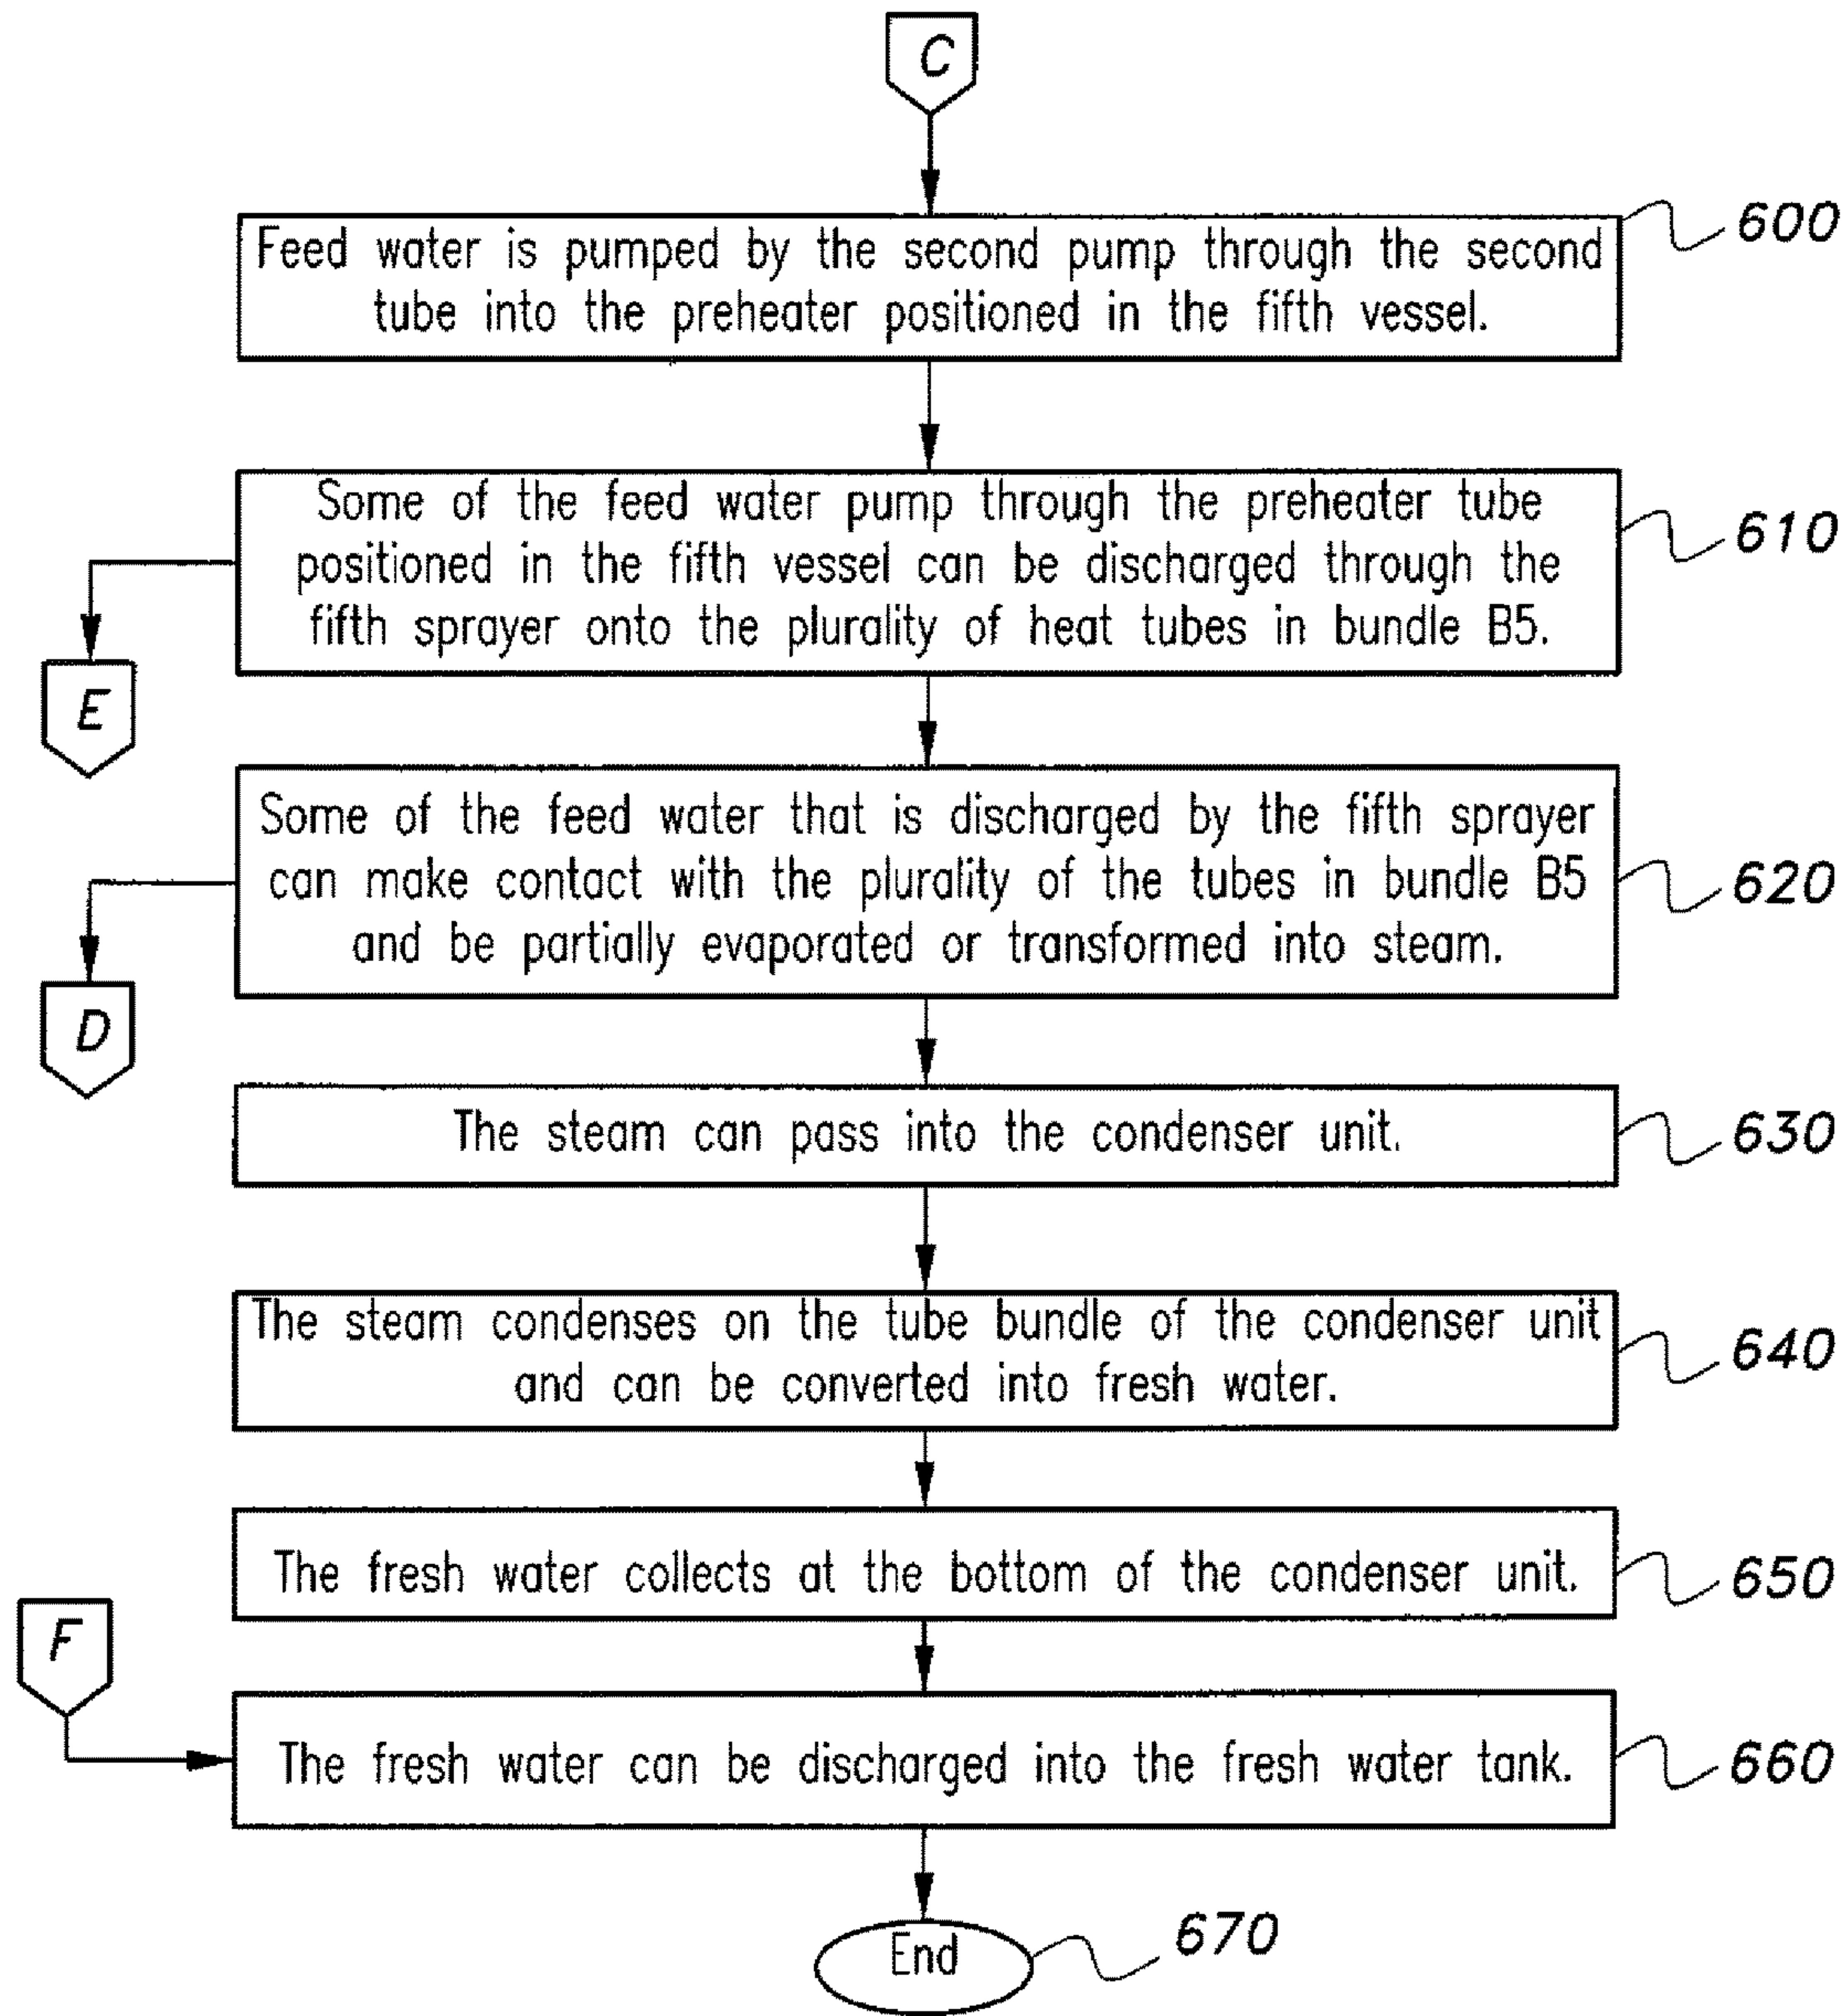 C
Feed water is pumped by the second pump through the second
tube into the preheater positioned in the fifth vessel.
600
Some of the feed water pump through the preheater tube
positioned in the fifth vessel can be discharged through the
fifth sprayer onto the plurality of heat tubes in bundle B5.
610
E
Some of the feed water that is discharged by the fifth sprayer
can make contact with the plurality of the tubes in bundle B5
and be partially evaporated or transformed into steam.
620
D
The steam can pass into the condenser unit.
630
The steam condenses on the tube bundle of the condenser unit
and can be converted into fresh water.
640
The fresh water collects at the bottom of the condenser unit.
650
F
The fresh water can be discharged into the fresh water tank.
660
End
670